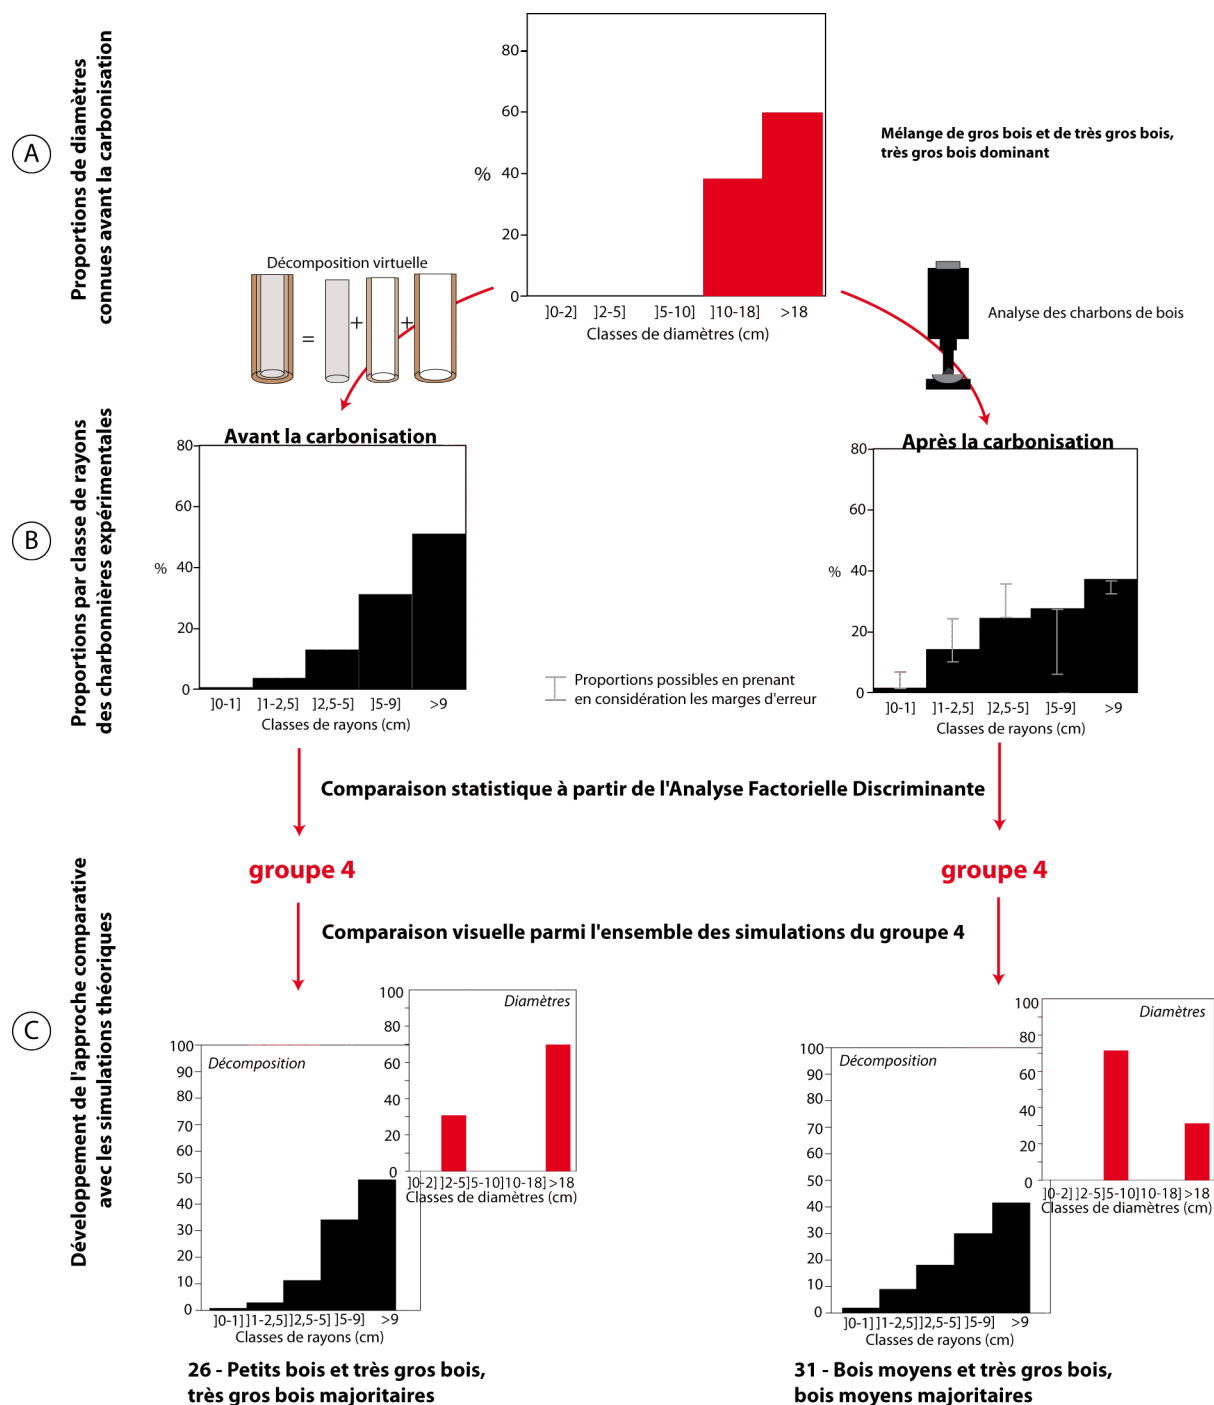 A
Proportions de diamètres
connues avant la carbonisation
80
60
%
40
20
0
]0-2]
]2-5]
]5-10]
]10-18]
>18
Classes de diamètres (cm)
Mélange de gros bois et de très gros bois,
très gros bois dominant
Décomposition virtuelle
=
+
+
Analyse des charbons de bois
B
Proportions par classe de rayons
des charbonnières expérimentales
Avant la carbonisation
80
60
%
40
20
0
]0-1]
]1-2,5]
]2,5-5]
]5-9]
>9
Classes de rayons (cm)
Proportions possibles en prenant
en considération les marges d'erreur
Après la carbonisation
80
60
%
40
20
0
]0-1]
]1-2,5]
]2,5-5]
]5-9]
>9
Classes de rayons (cm)
Comparaison statistique à partir de l'Analyse Factorielle Discriminante
groupe 4
groupe 4
Comparaison visuelle parmi l'ensemble des simulations du groupe 4
C
Développement de l'approche comparative
avec les simulations théoriques
100
90
80
70
60
50
40
30
20
10
0
Décomposition
]0-1]
]1-2,5]
]2,5-5]
]5-9]
>9
Classes de rayons (cm)
100
80
60
40
20
0
Diamètres
]0-2]
]2-5]
]5-10]
]10-18]
>18
Classes de diamètres (cm)
26 - Petits bois et très gros bois,
très gros bois majoritaires
100
90
80
70
60
50
40
30
20
10
0
Décomposition
]0-1]
]1-2,5]
]2,5-5]
]5-9]
>9
Classes de rayons (cm)
100
80
60
40
20
0
Diamètres
]0-2]
]2-5]
]5-10]
]10-18]
>18
Classes de diamètres (cm)
31 - Bois moyens et très gros bois,
bois moyens majoritaires